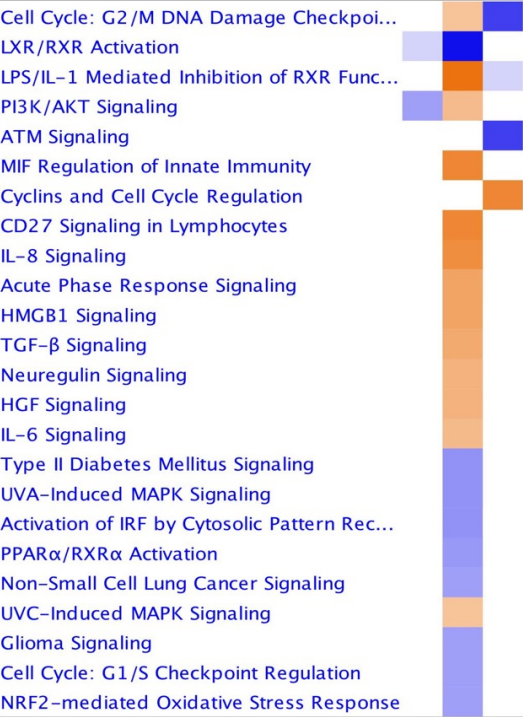 Cell Cycle: G2/M DNA Damage Checkpoi...
LXR/RXR Activation
LPS/IL-1 Mediated Inhibition of RXR Func...
PI3K/AKT Signaling
ATM Signaling
MIF Regulation of Innate Immunity
Cyclins and Cell Cycle Regulation
CD27 Signaling in Lymphocytes
IL-8 Signaling
Acute Phase Response Signaling
HMGB1 Signaling
TGF-β Signaling
Neuregulin Signaling
HGF Signaling
IL-6 Signaling
Type II Diabetes Mellitus Signaling
UVA-Induced MAPK Signaling
Activation of IRF by Cytosolic Pattern Rec...
PPARα/RXRα Activation
Non-Small Cell Lung Cancer Signaling
UVC-Induced MAPK Signaling
Glioma Signaling
Cell Cycle: G1/S Checkpoint Regulation
NRF2-mediated Oxidative Stress Response